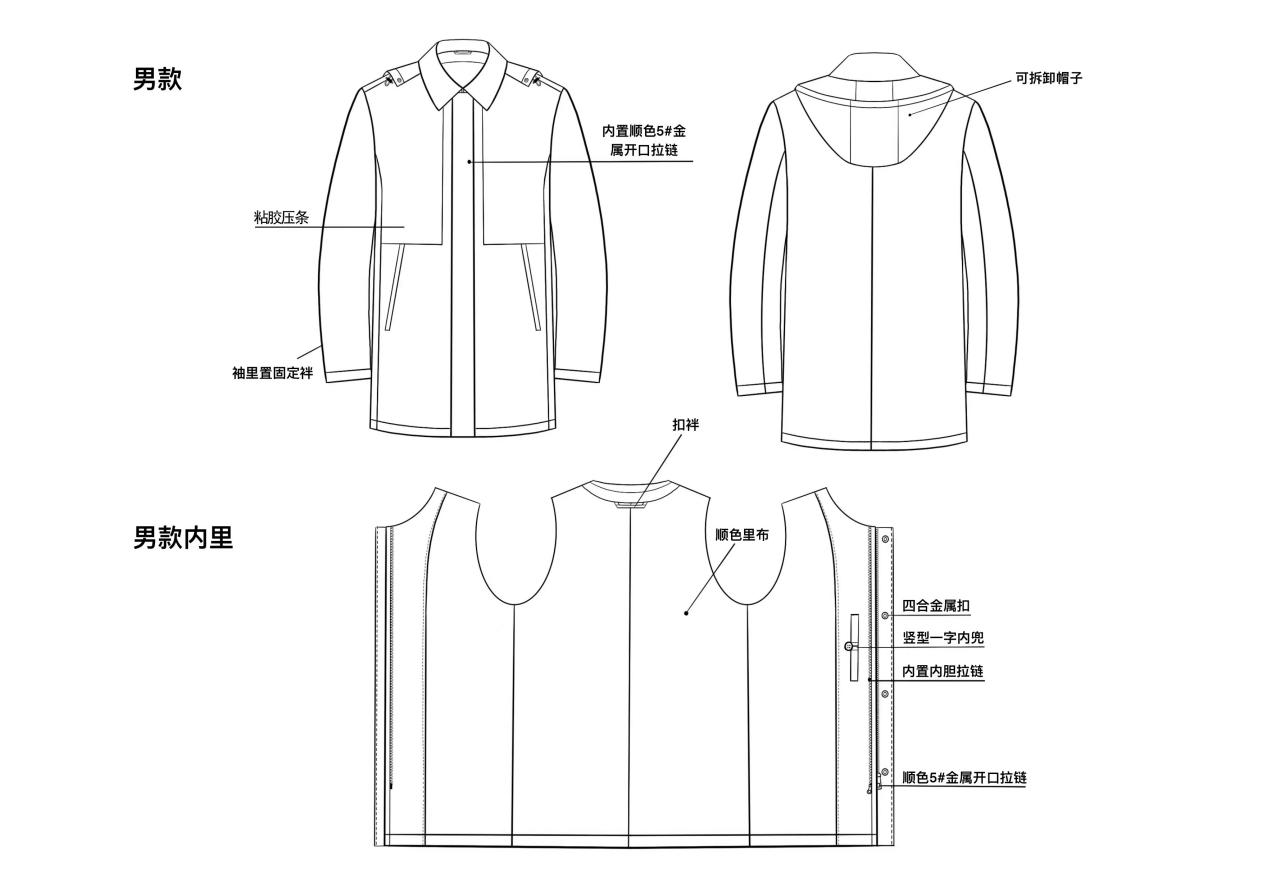 男款
可拆卸帽子
内置顺色5#金
属开口拉链
粘胶压条
袖里置固定袢
扣袢
男款内里
顺色里布
四合金属扣
竖型一字内兜
内置内胆拉链
顺色5#金属开口拉链